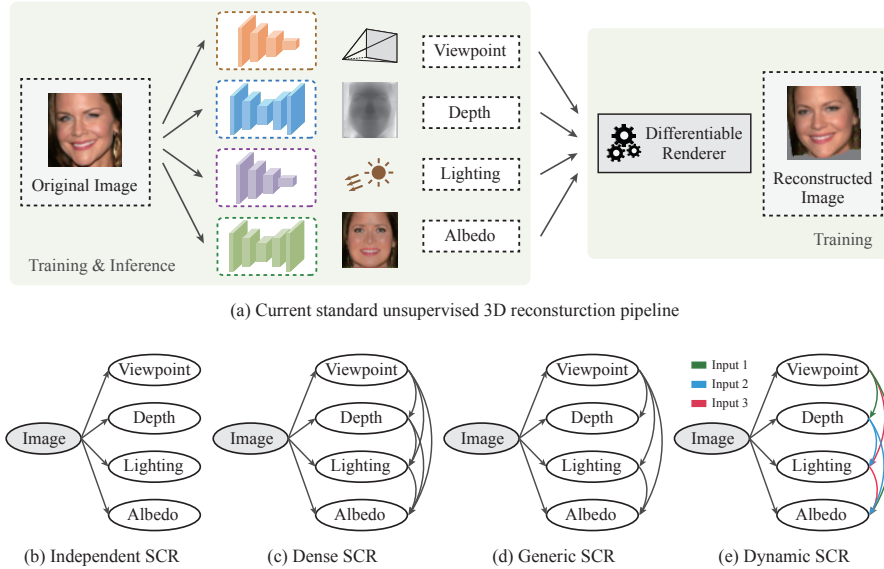 Original Image
Training & Inference
Viewpoint
Depth
Lighting
Albedo
Differentiable
Renderer
Reconstructed
Image
Training
(a) Current standard unsupervised 3D reconsturction pipeline
Image
Viewpoint
Depth
Lighting
Albedo
(b) Independent SCR
Image
Viewpoint
Depth
Lighting
Albedo
(c) Dense SCR
Image
Viewpoint
Depth
Lighting
Albedo
(d) Generic SCR
Input 1
Input 2
Input 3
Image
Viewpoint
Depth
Lighting
Albedo
(e) Dynamic SCR